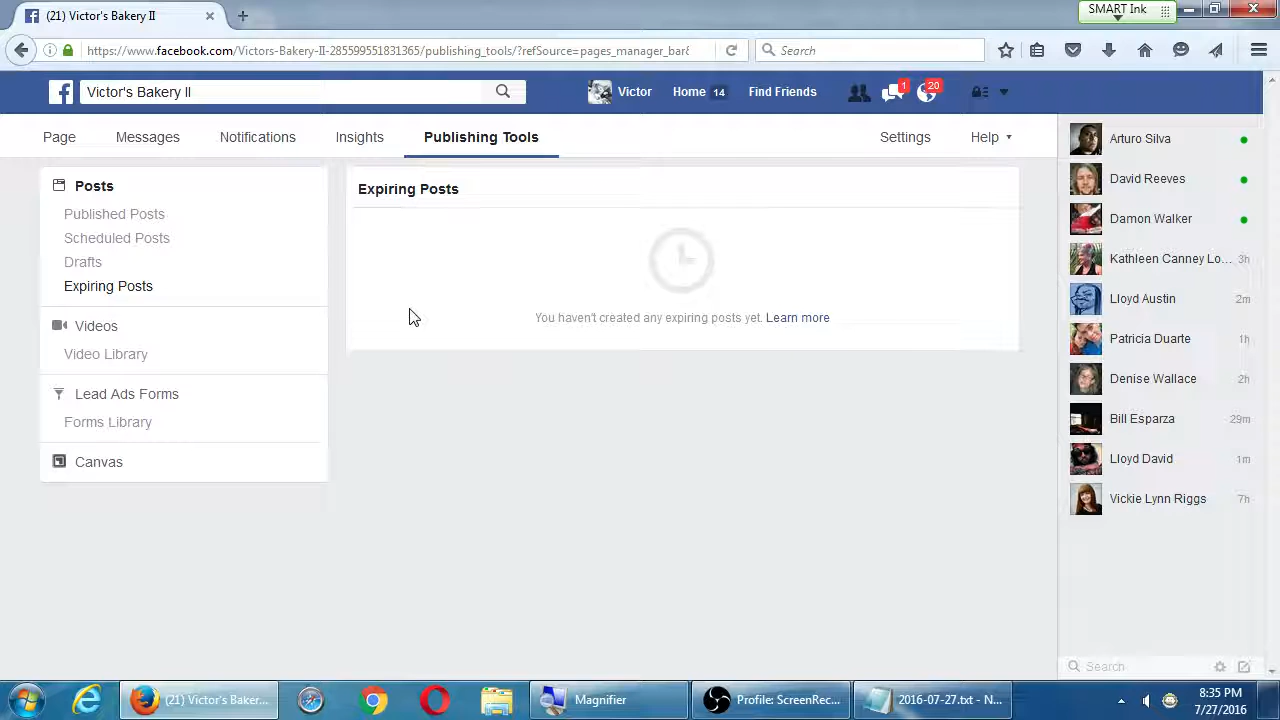 (21) Victor's Bakery II
SMART Ink
https://www.facebook.com/Victors-Bakery-II-285599551831365/publishing_tools/?refSource=pages_manager_bar&
Search
Victor's Bakery II
Victor
Home 14
Find Friends
1
20
Page
Messages
Notifications
Insights
Publishing Tools
Settings
Help
Posts
Published Posts
Scheduled Posts
Drafts
Expiring Posts
Videos
Video Library
Lead Ads Forms
Forms Library
Canvas
Expiring Posts
You haven't created any expiring posts yet. Learn more
Arturo Silva
David Reeves
Damon Walker
Kathleen Canney Lo... 3h
Lloyd Austin 2m
Patricia Duarte 1h
Denise Wallace 2h
Bill Esparza 29m
Lloyd David 1m
Vickie Lynn Riggs 7h
Search
(21) Victor's Baker...
Magnifier
Profile: ScreenRec...
2016-07-27.txt - N...
8:35 PM
7/27/2016